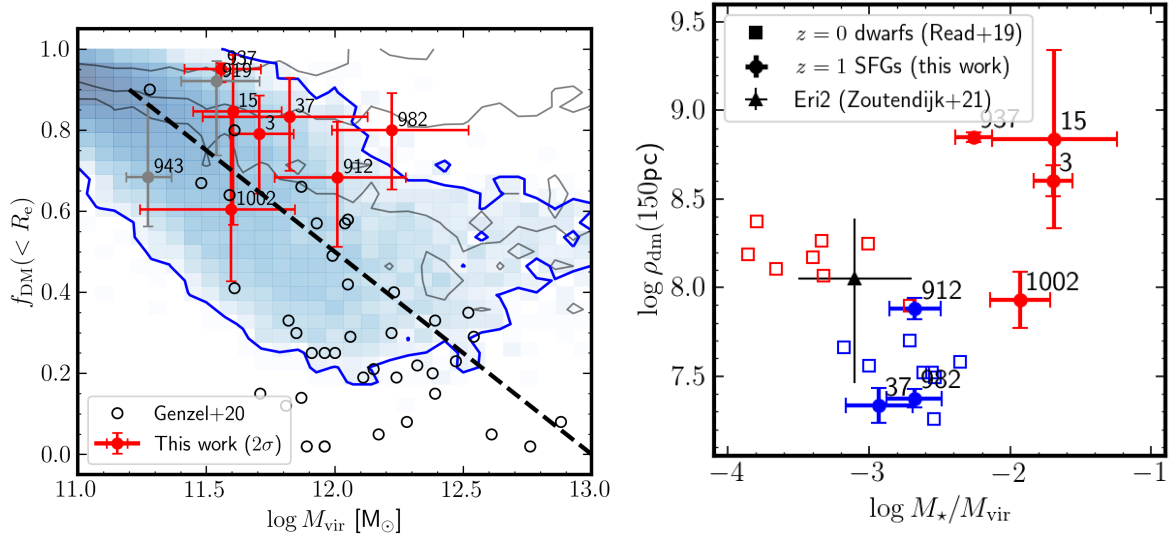 1.0
0.8
0.6
0.4
0.2
0.0
f_DM(< R_e)
937
919
15
37
3
982
943
912
1002
Genzel+20
This work (2σ)
11.0 11.5 12.0 12.5 13.0
log M_vir [M_⊙]
9.5
9.0
8.5
8.0
7.5
log ρ_dm(150pc)
z = 0 dwarfs (Read+19)
z = 1 SFGs (this work)
Eri2 (Zoutendijk+21)
937
15
3
1002
912
37
982
−4 −3 −2 −1
log M_⋆/M_vir